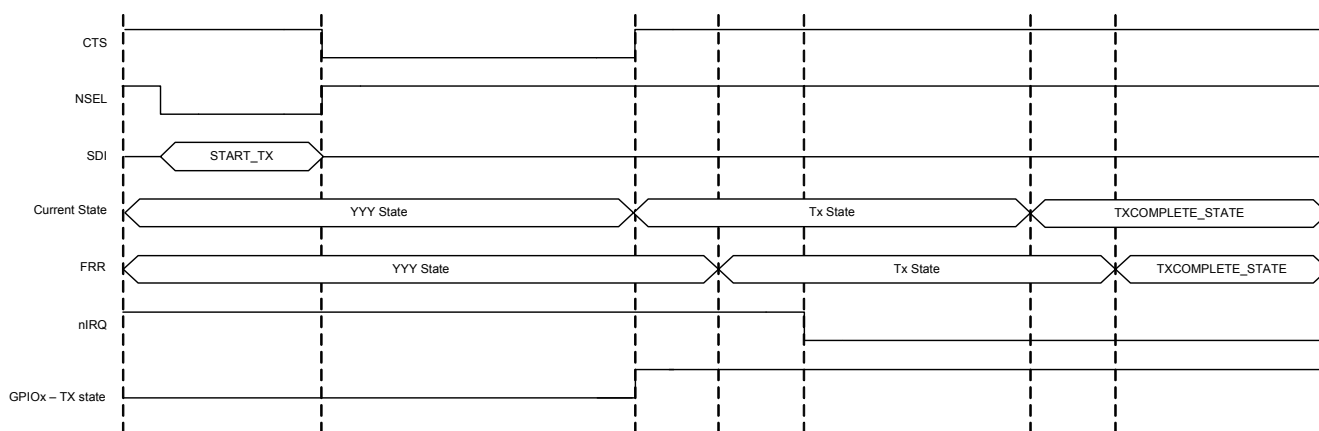 CTS
NSEL
SDI START_TX
Current State YYY State Tx State TXCOMPLETE_STATE
FRR YYY State Tx State TXCOMPLETE_STATE
nIRQ
GPIOx – TX state